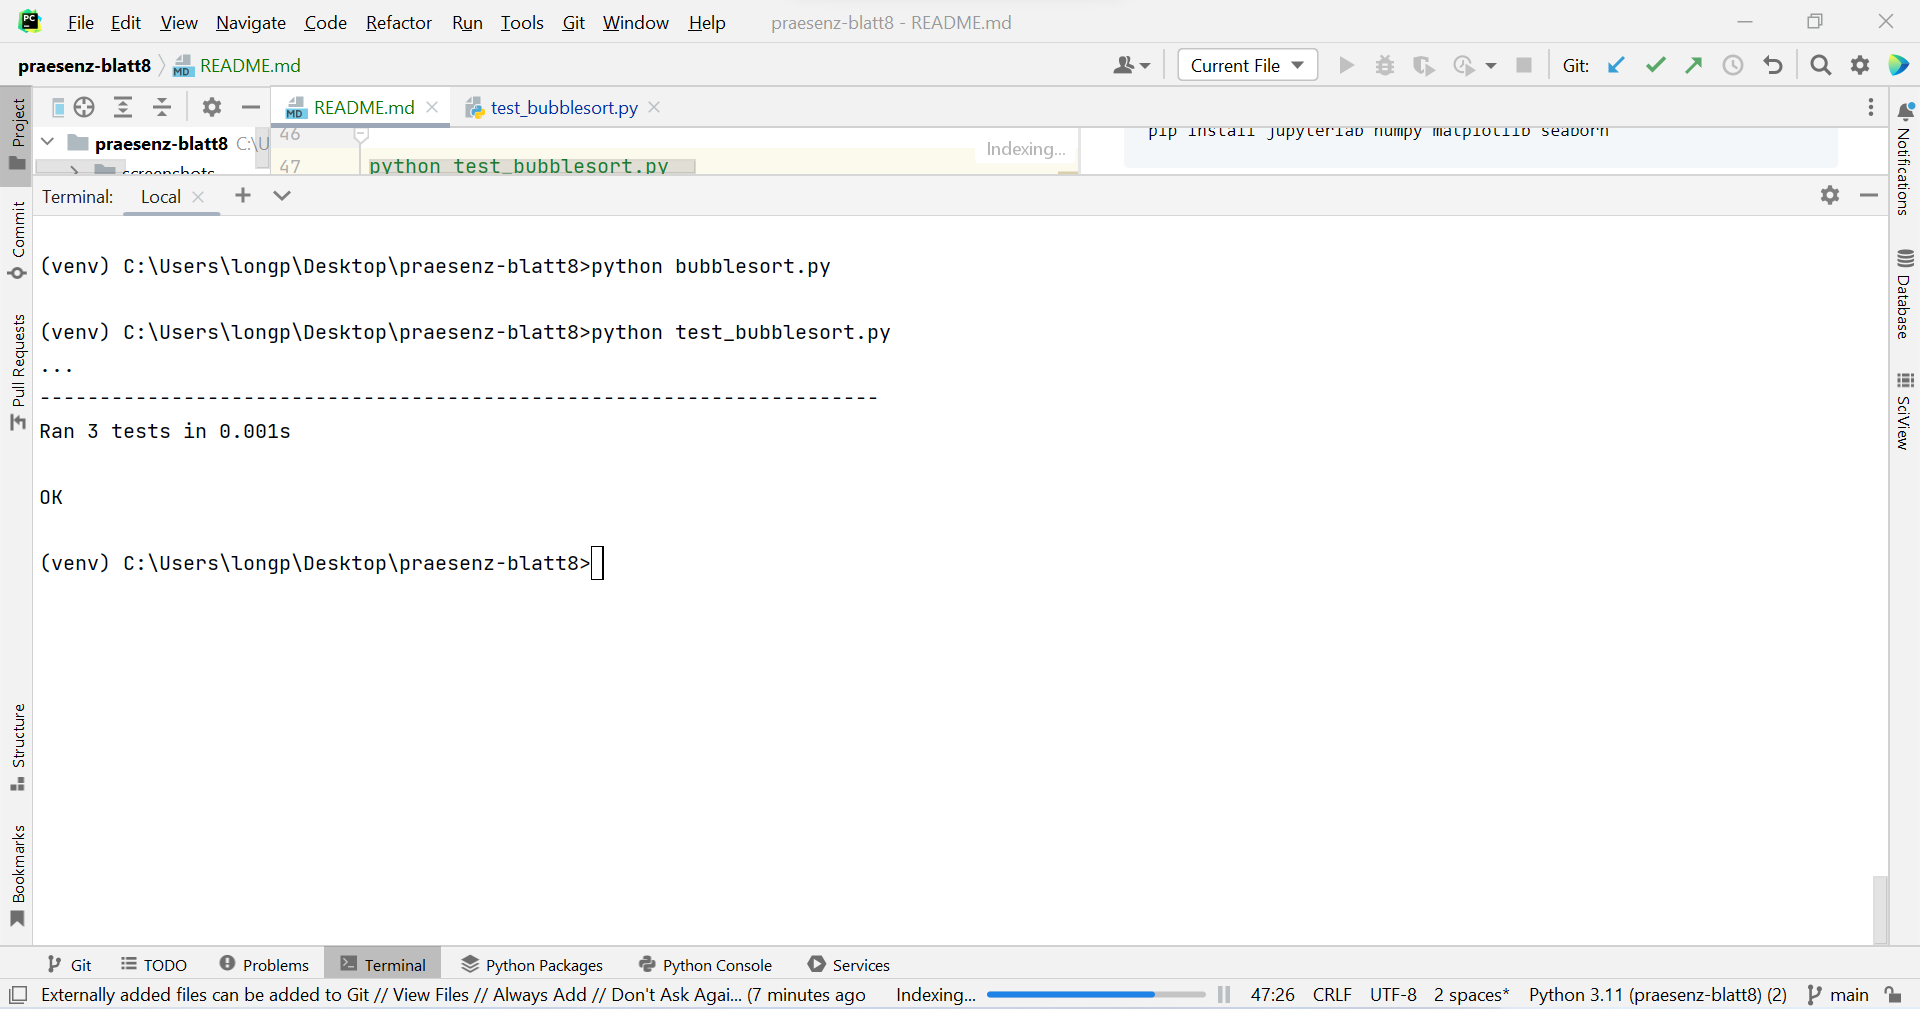 PC File Edit View Navigate Code Refactor Run Tools Git Window Help praesenz-blatt8 - README.md
praesenz-blatt8 README.md Current File Git:
Project
README.md test_bubblesort.py
praesenz-blatt8 C:\U
screenshots
46
47 python test_bubblesort.py
Indexing...
pip install jupyterlab numpy matplotlib seaborn
Terminal: Local
(venv) C:\Users\longp\Desktop\praesenz-blatt8>python bubblesort.py
(venv) C:\Users\longp\Desktop\praesenz-blatt8>python test_bubblesort.py
...
----------------------------------------------------------------------
Ran 3 tests in 0.001s
OK
(venv) C:\Users\longp\Desktop\praesenz-blatt8>
Commit
Pull Requests
Structure
Bookmarks
Notifications
Database
SciView
Git TODO Problems Terminal Python Packages Python Console Services
Externally added files can be added to Git // View Files // Always Add // Don't Ask Agai... (7 minutes ago Indexing... 47:26 CRLF UTF-8 2 spaces* Python 3.11 (praesenz-blatt8) (2) main